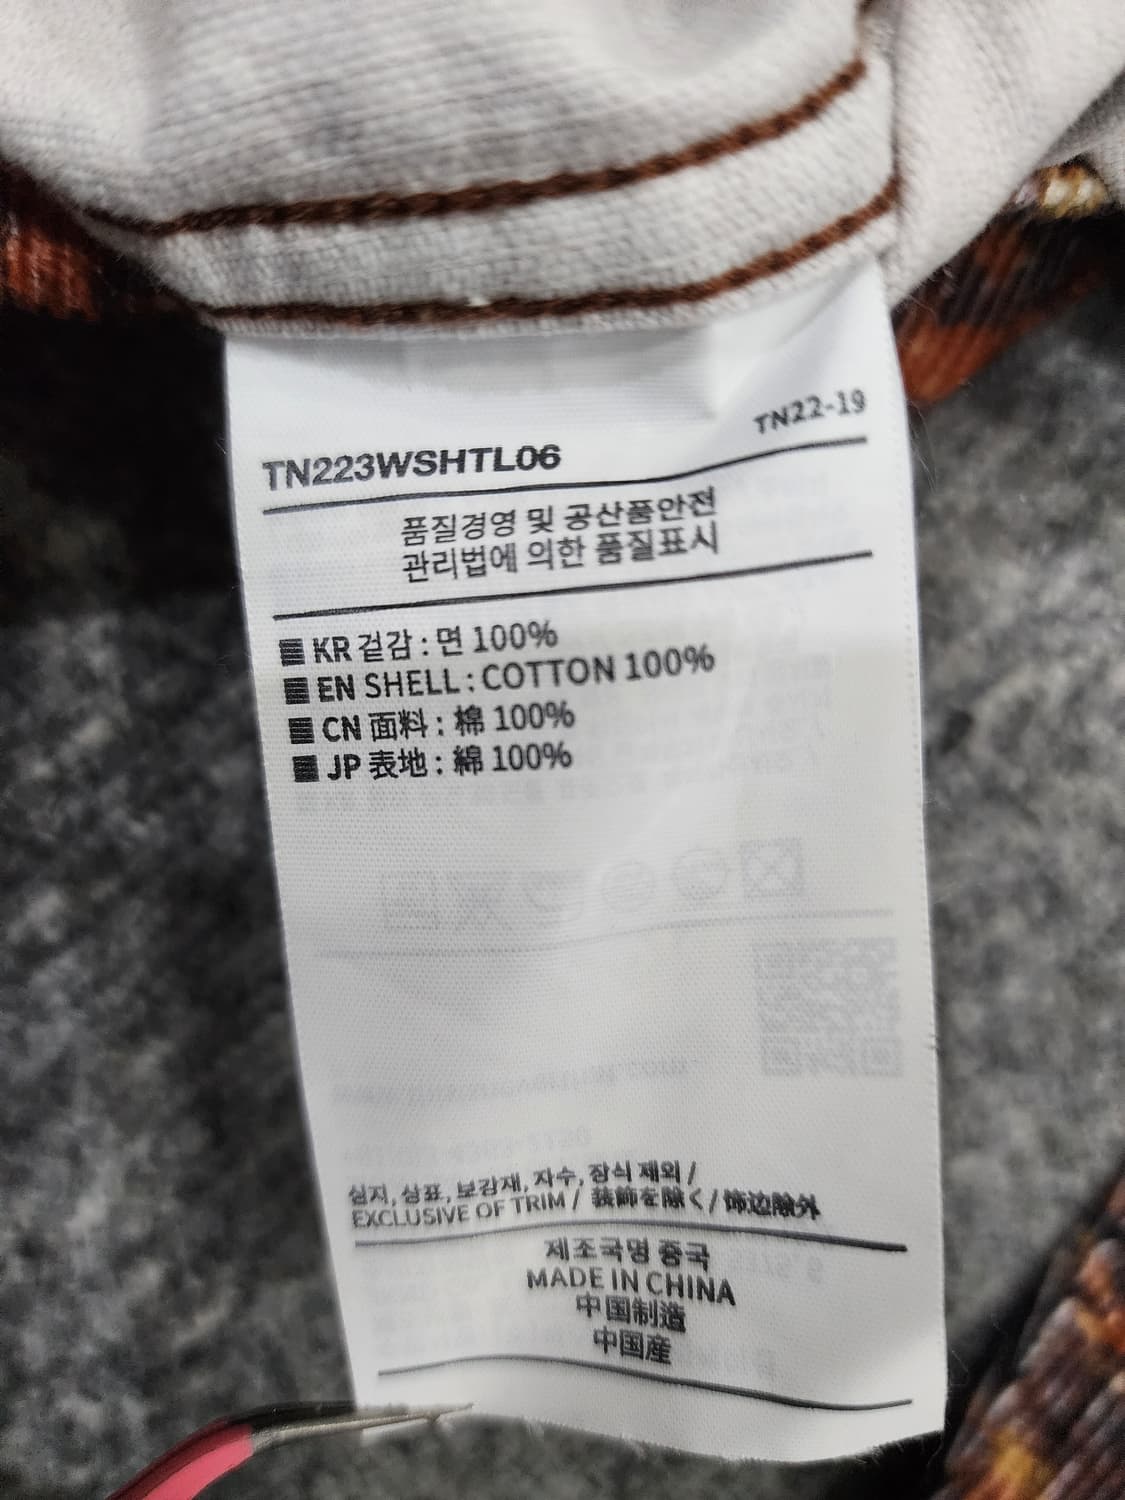 TN22-19
TN223WSHTL06
품질경영 및 공산품안전
관리법에 의한 품질표시
KR 겉감 : 면 100%
EN SHELL : COTTON 100%
CN 面料 : 棉 100%
JP 表地 : 綿 100%
심지, 상표, 보강재, 자수, 장식 제외 /
EXCLUSIVE OF TRIM / 装飾を除く / 饰边除外
제조국명 중국
MADE IN CHINA
中国制造
中国産